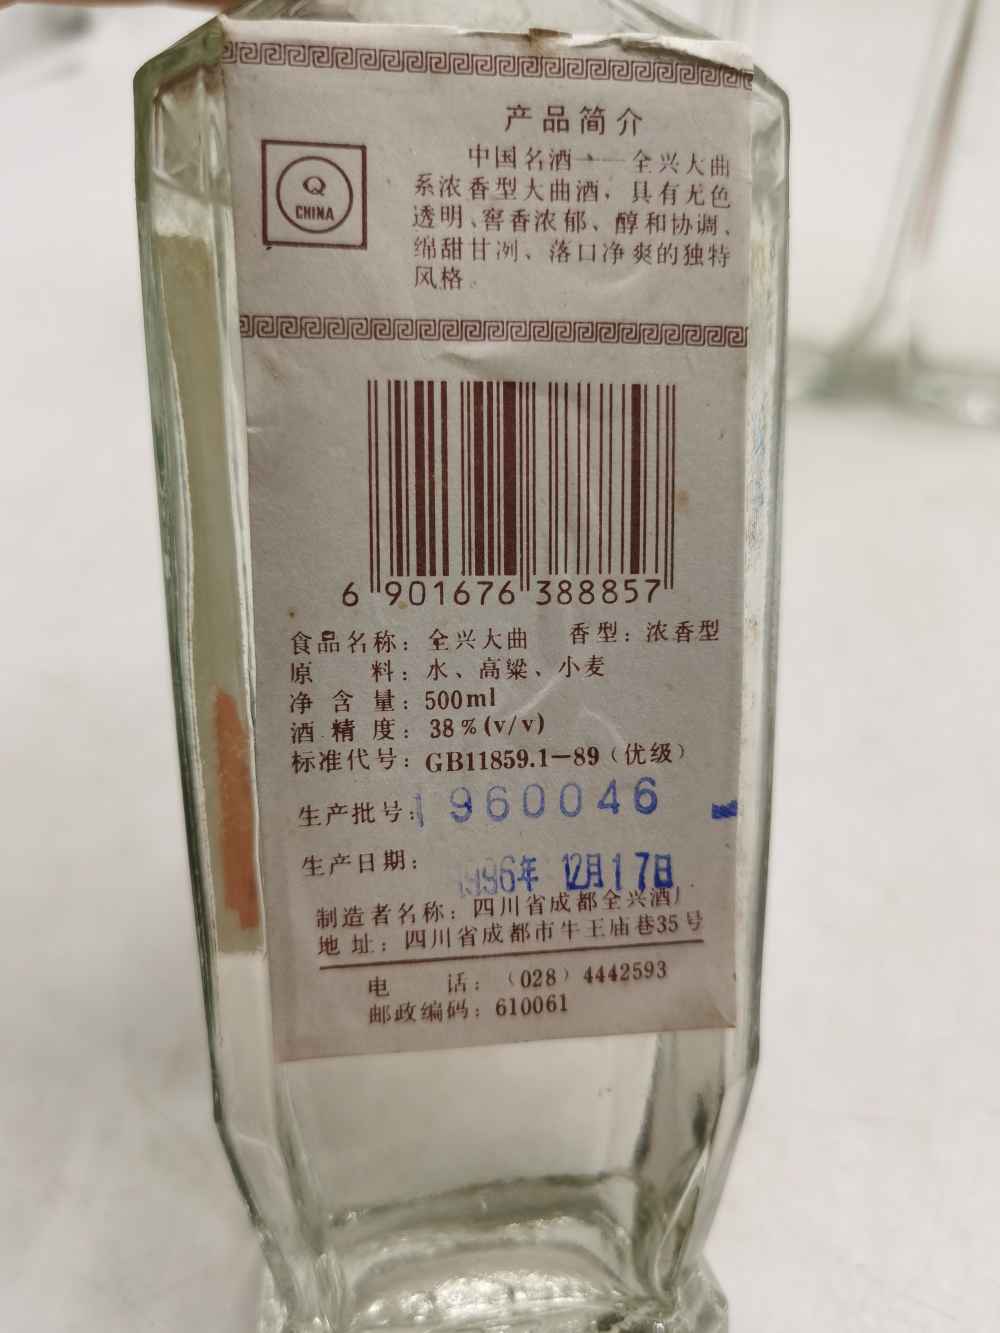 产品简介
Q
CHINA
中国名酒——全兴大曲
系浓香型大曲酒，具有无色
透明、窖香浓郁、醇和协调、
绵甜甘冽、落口净爽的独特
风格。
6 901676 388857
食品名称：全兴大曲 香型：浓香型
原 料：水、高粱、小麦
净含量：500ml
酒精度：38%(v/v)
标准代号：GB11859.1-89（优级）
生产批号：1960046
生产日期：1996年12月17日
制造者名称：四川省成都全兴酒厂
地址：四川省成都市牛王庙巷35号
电 话：（028）4442593
邮政编码：610061